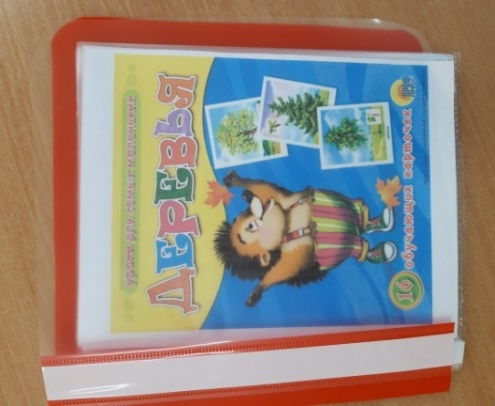 уроки для самых маленьких
ДЕРЕВЬЯ
16 обучающих карточек